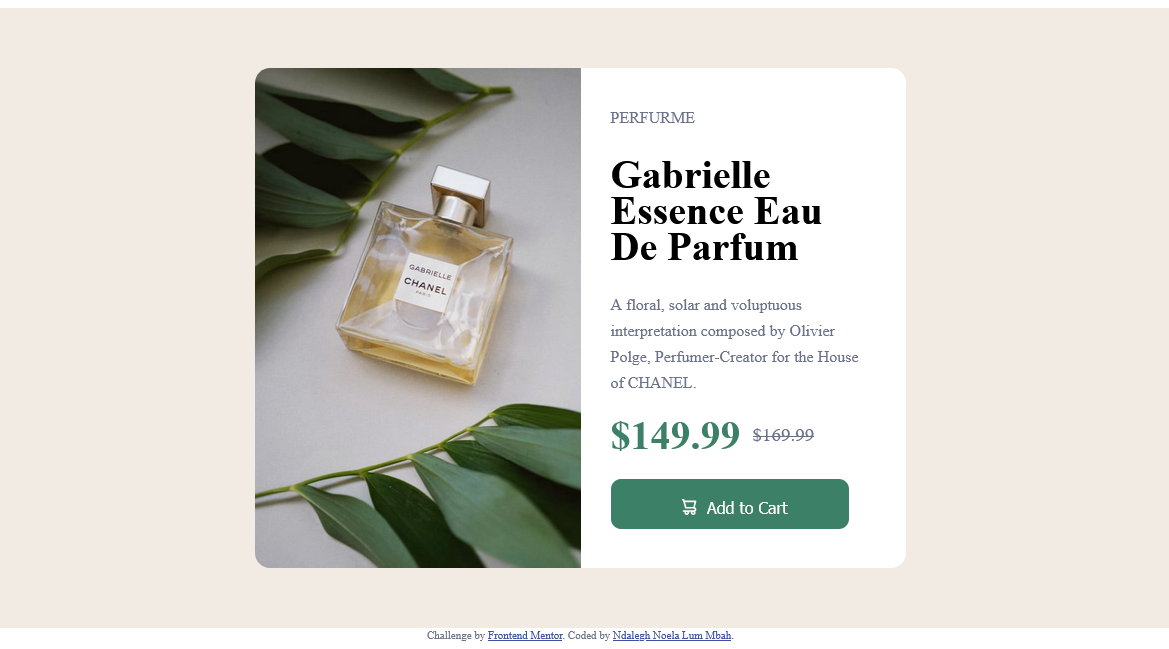 GABRIELLE
CHANEL
PARIS
PERFURME
Gabrielle
Essence Eau
De Parfum
A floral, solar and voluptuous
interpretation composed by Olivier
Polge, Perfumer-Creator for the House
of CHANEL.
$149.99 $169.99
Add to Cart
Challenge by Frontend Mentor. Coded by Ndalegh Noela Lum Mbah.